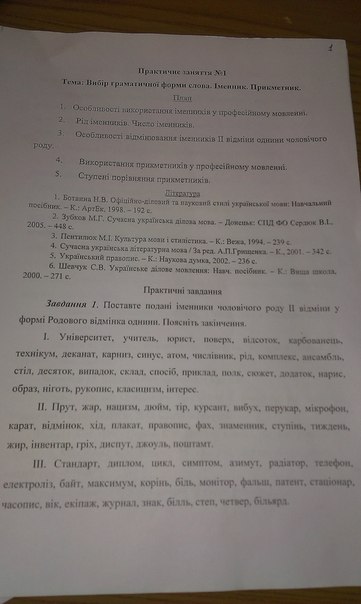 1
Практичне заняття №1
Тема: Вибір граматичної форми слова. Іменник. Прикметник.
План
1. Особливості використання іменників у професійному мовленні.
2. Рід іменників. Число іменників.
3. Особливості відмінювання іменників ІІ відміни однини чоловічого
роду.
4. Використання прикметників у професійному мовленні.
5. Ступені порівняння прикметників.
Література
1. Ботвина Н.В. Офіційно-діловий та науковий стилі української мови: Навчальний
посібник. – К.: АртЕк, 1998. – 192 с.
2. Зубков М.Г. Сучасна українська ділова мова. – Донецьк: СПД ФО Сердюк В.І.,
2005. – 448 с.
3. Пентилюк М.І. Культура мови і стилістика. – К.: Вежа, 1994. – 239 с.
4. Сучасна українська літературна мова / За ред. А.П.Грищенка. – К., 2001. – 342 с.
5. Український правопис. – К.: Наукова думка, 2002. – 236 с.
6. Шевчук С.В. Українське ділове мовлення: Навч. посібник. – К.: Вища школа,
2000. – 271 с.
Практичні завдання
Завдання 1. Поставте подані іменники чоловічого роду ІІ відміни у
формі Родового відмінка однини. Поясніть закінчення.
І. Університет, учитель, юрист, поверх, відсоток, карбованець,
технікум, деканат, карниз, синус, атом, числівник, рід, комплекс, ансамбль,
стіл, десяток, випадок, склад, спосіб, приклад, полк, сюжет, додаток, нарис,
образ, ніготь, рукопис, класицизм, інтерес.
ІІ. Прут, жар, нацизм, дюйм, тір, курсант, вибух, перукар, мікрофон,
карат, відмінок, хід, плакат, правопис, фах, знаменник, ступінь, тиждень,
жир, інвентар, гріх, диспут, джоуль, поштамт.
ІІІ. Стандарт, диплом, цикл, симптом, азимут, радіатор, телефон,
електроліз, байт, максимум, корінь, бідь, монітор, фальш, патент, стаціонар,
часопис, вік, екіпаж, журнал, знак, білль, степ, четвер, більярд.